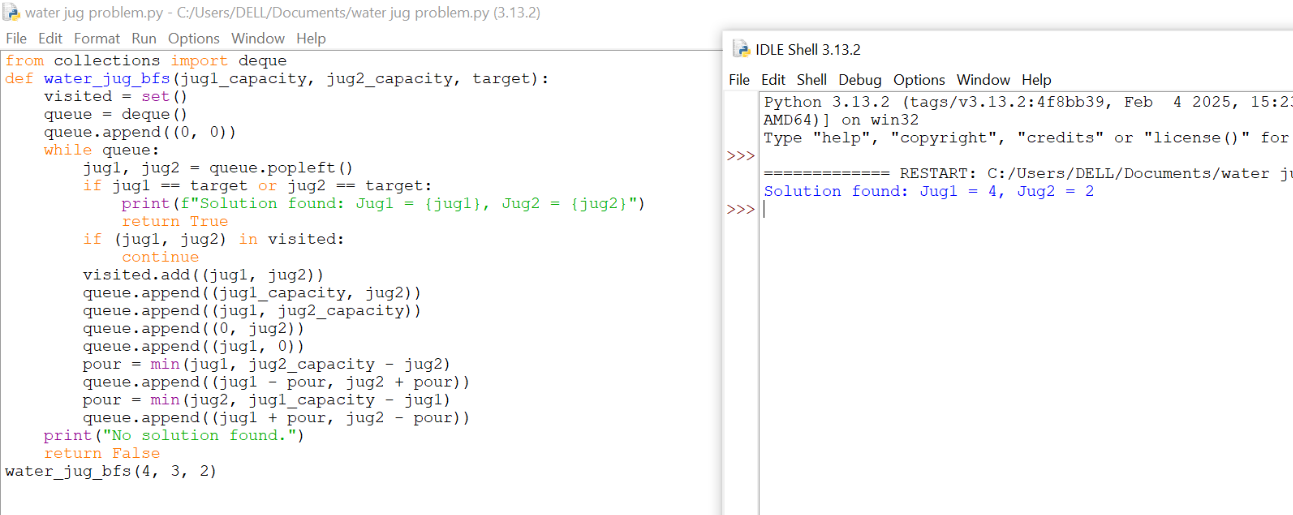 water jug problem.py - C:/Users/DELL/Documents/water jug problem.py (3.13.2)
File Edit Format Run Options Window Help
from collections import deque
def water_jug_bfs(jug1_capacity, jug2_capacity, target):
    visited = set()
    queue = deque()
    queue.append((0, 0))
    while queue:
        jug1, jug2 = queue.popleft()
        if jug1 == target or jug2 == target:
            print(f"Solution found: Jug1 = {jug1}, Jug2 = {jug2}")
            return True
        if (jug1, jug2) in visited:
            continue
        visited.add((jug1, jug2))
        queue.append((jug1_capacity, jug2))
        queue.append((jug1, jug2_capacity))
        queue.append((0, jug2))
        queue.append((jug1, 0))
        pour = min(jug1, jug2_capacity - jug2)
        queue.append((jug1 - pour, jug2 + pour))
        pour = min(jug2, jug1_capacity - jug1)
        queue.append((jug1 + pour, jug2 - pour))
    print("No solution found.")
    return False
water_jug_bfs(4, 3, 2)
IDLE Shell 3.13.2
File Edit Shell Debug Options Window Help
Python 3.13.2 (tags/v3.13.2:4f8bb39, Feb  4 2025, 15:23
AMD64)] on win32
Type "help", "copyright", "credits" or "license()" for
>>>
============= RESTART: C:/Users/DELL/Documents/water ju
Solution found: Jug1 = 4, Jug2 = 2
>>>